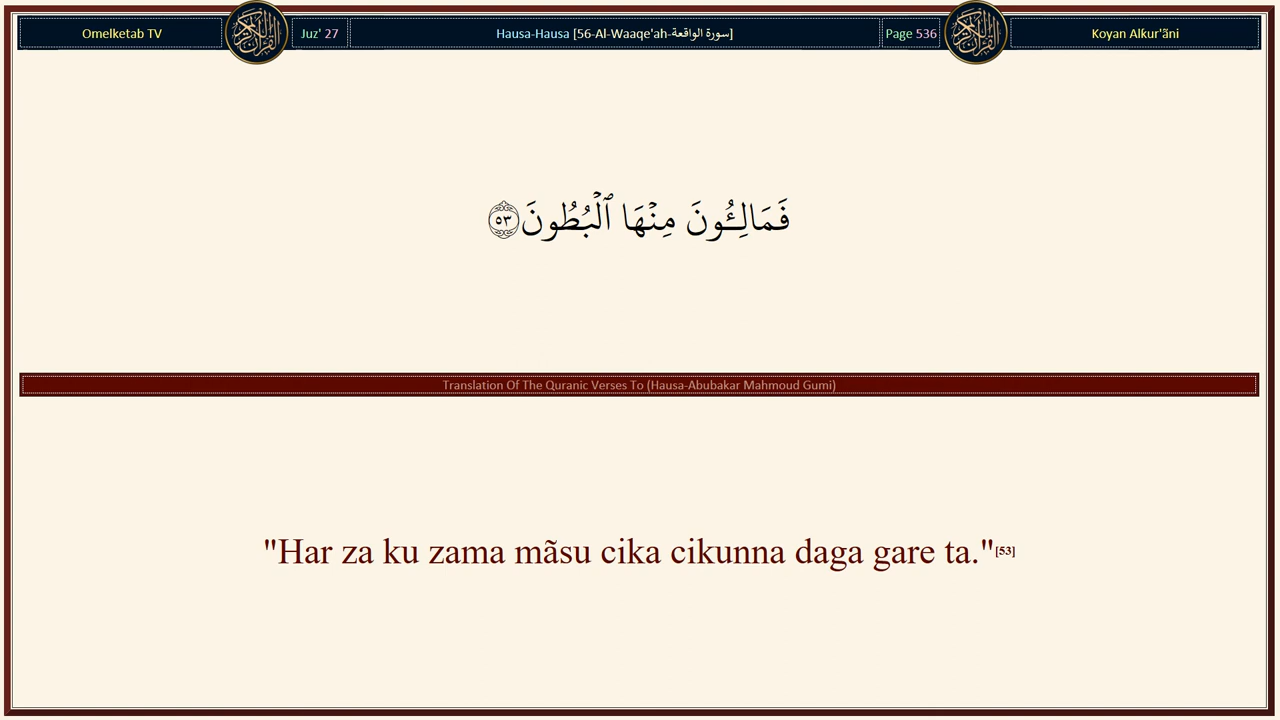 Omelketab TV
Juz' 27
Hausa-Hausa [56-Al-Waaqe'ah-سورة الواقعة]
Page 536
Koyan Alƙur'ãni
فَمَالِـُٔونَ مِنْهَا ٱلْبُطُونَ ٥٣
Translation Of The Quranic Verses To (Hausa-Abubakar Mahmoud Gumi)
"Har za ku zama mãsu cika cikunna daga gare ta."[53]